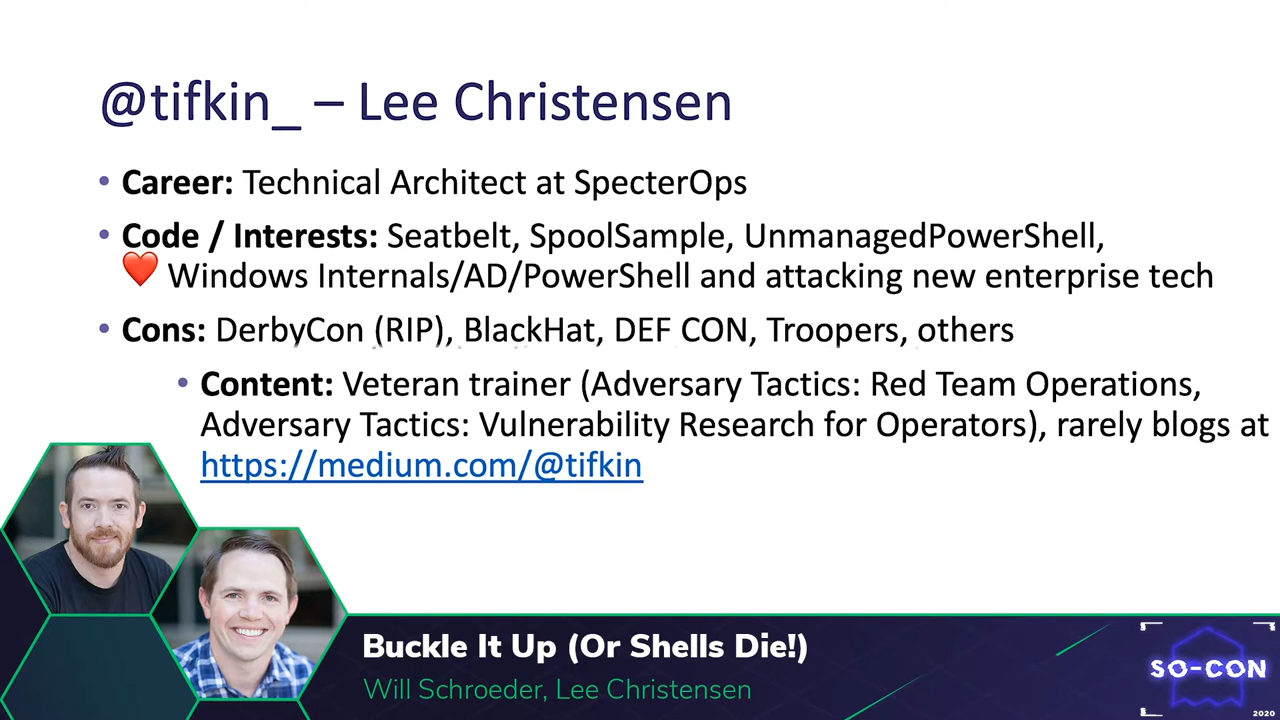 @tifkin_ – Lee Christensen
• Career: Technical Architect at SpecterOps
• Code / Interests: Seatbelt, SpoolSample, UnmanagedPowerShell,
❤️ Windows Internals/AD/PowerShell and attacking new enterprise tech
• Cons: DerbyCon (RIP), BlackHat, DEF CON, Troopers, others
• Content: Veteran trainer (Adversary Tactics: Red Team Operations,
Adversary Tactics: Vulnerability Research for Operators), rarely blogs at
https://medium.com/@tifkin
Buckle It Up (Or Shells Die!)
Will Schroeder, Lee Christensen
SO-CON
2020